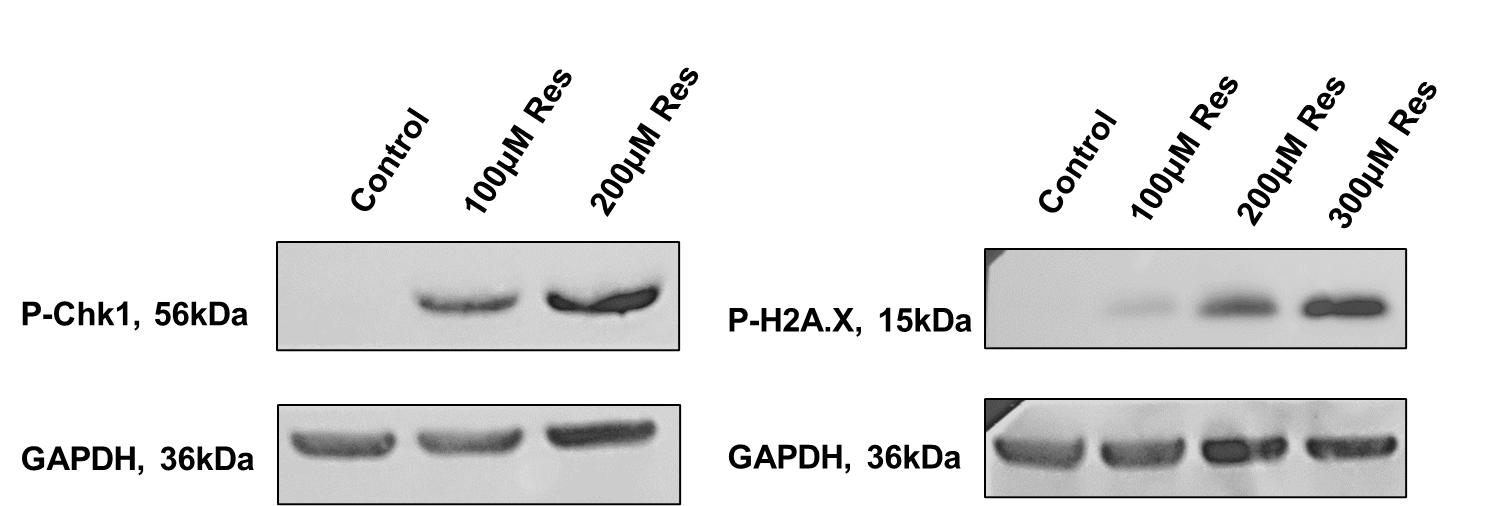 Control
100µM Res
200µM Res
P-Chk1, 56kDa
GAPDH, 36kDa
Control
100µM Res
200µM Res
300µM Res
P-H2A.X, 15kDa
GAPDH, 36kDa